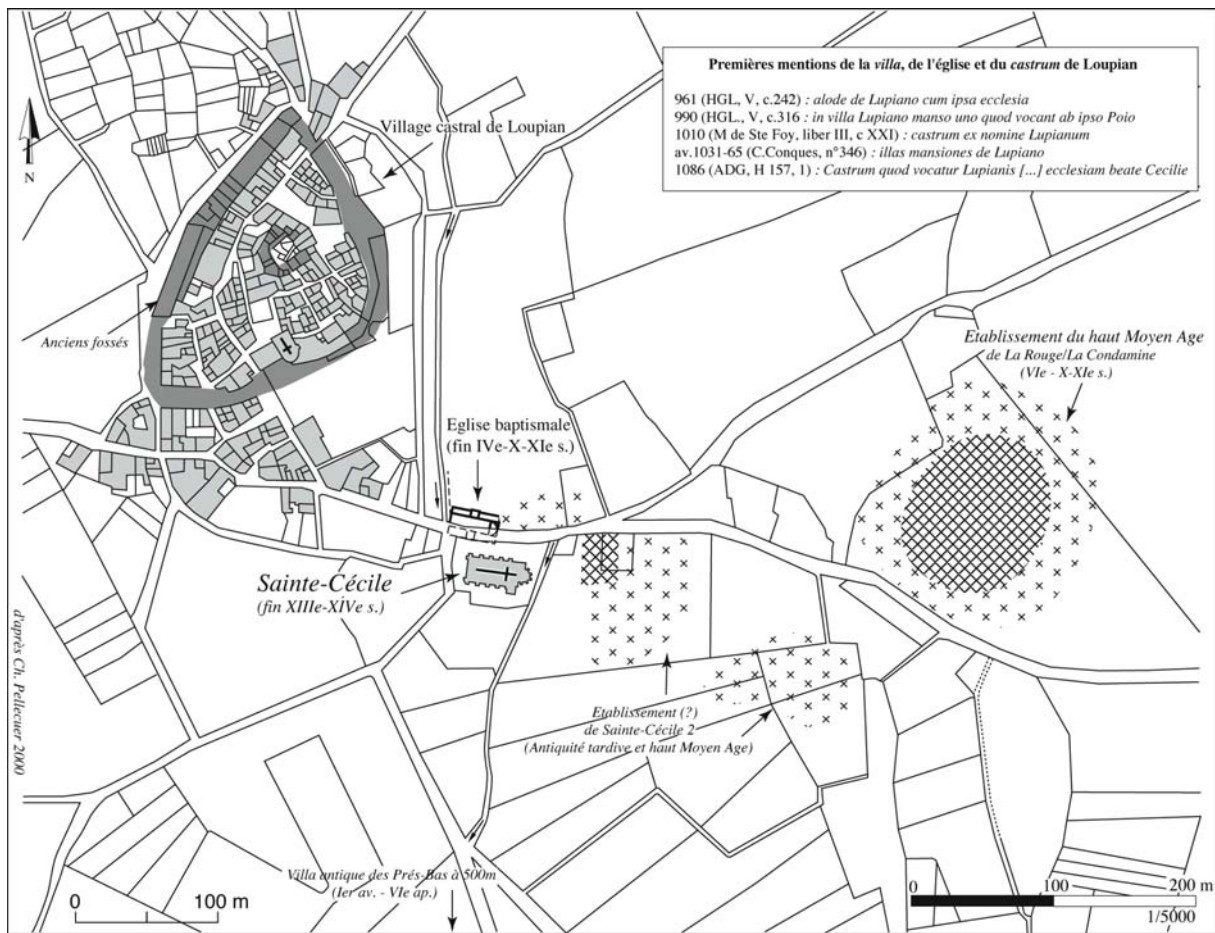 Premières mentions de la villa, de l'église et du castrum de Loupian
961 (HGL, V, c.242) : alode de Lupiano cum ipsa ecclesia
990 (HGL., V, c.316 : in villa Lupiano manso uno quod vocant ab ipso Poio
1010 (M de Ste Foy, liber III, c XXI) : castrum ex nomine Lupianum
av.1031-65 (C.Conques, n°346) : illas mansiones de Lupiano
1086 (ADG, H 157, 1) : Castrum quod vocatur Lupianis [...] ecclesiam beate Cecilie
N
Village castral de Loupian
Anciens fossés
Etablissement du haut Moyen Age
de La Rouge/La Condamine
(VIe - X-XIe s.)
Eglise baptismale
(fin IVe-X-XIe s.)
Sainte-Cécile
(fin XIIIe-XIVe s.)
Etablissement (?)
de Sainte-Cécile 2
(Antiquité tardive et haut Moyen Age)
d'après Ch. Pellecuer 2000
Villa antique des Prés-Bas à 500m
(Ier av. - VIe ap.)
0 100 m
0 100 200 m
1/5000